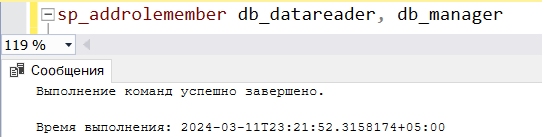 sp_addrolemember db_datareader, db_manager
119 %
Сообщения
Выполнение команд успешно завершено.
Время выполнения: 2024-03-11T23:21:52.3158174+05:00